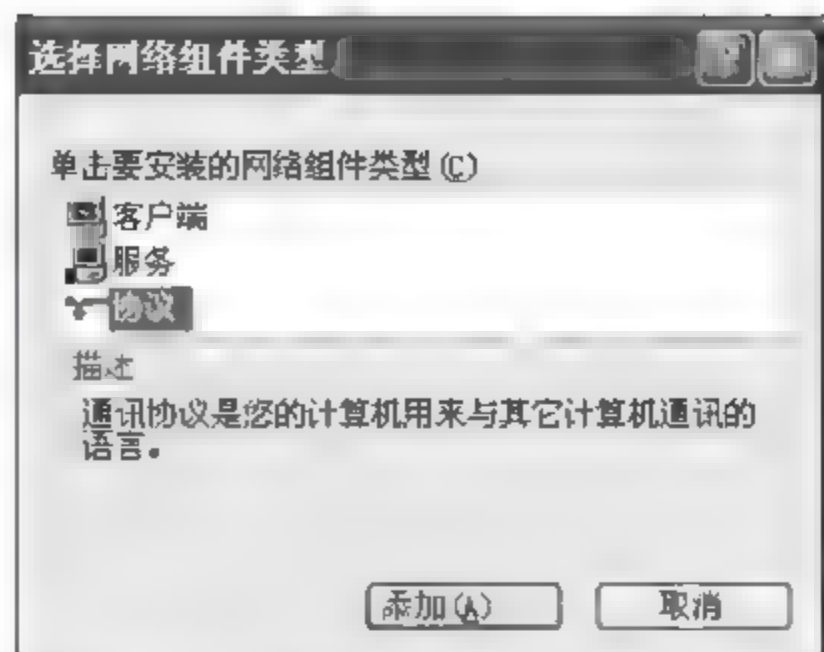 选择网络组件类型
单击要安装的网络组件类型(C)
客户端
服务
协议
描述
通讯协议是您的计算机用来与其它计算机通讯的
语言。
添加(A) 取消